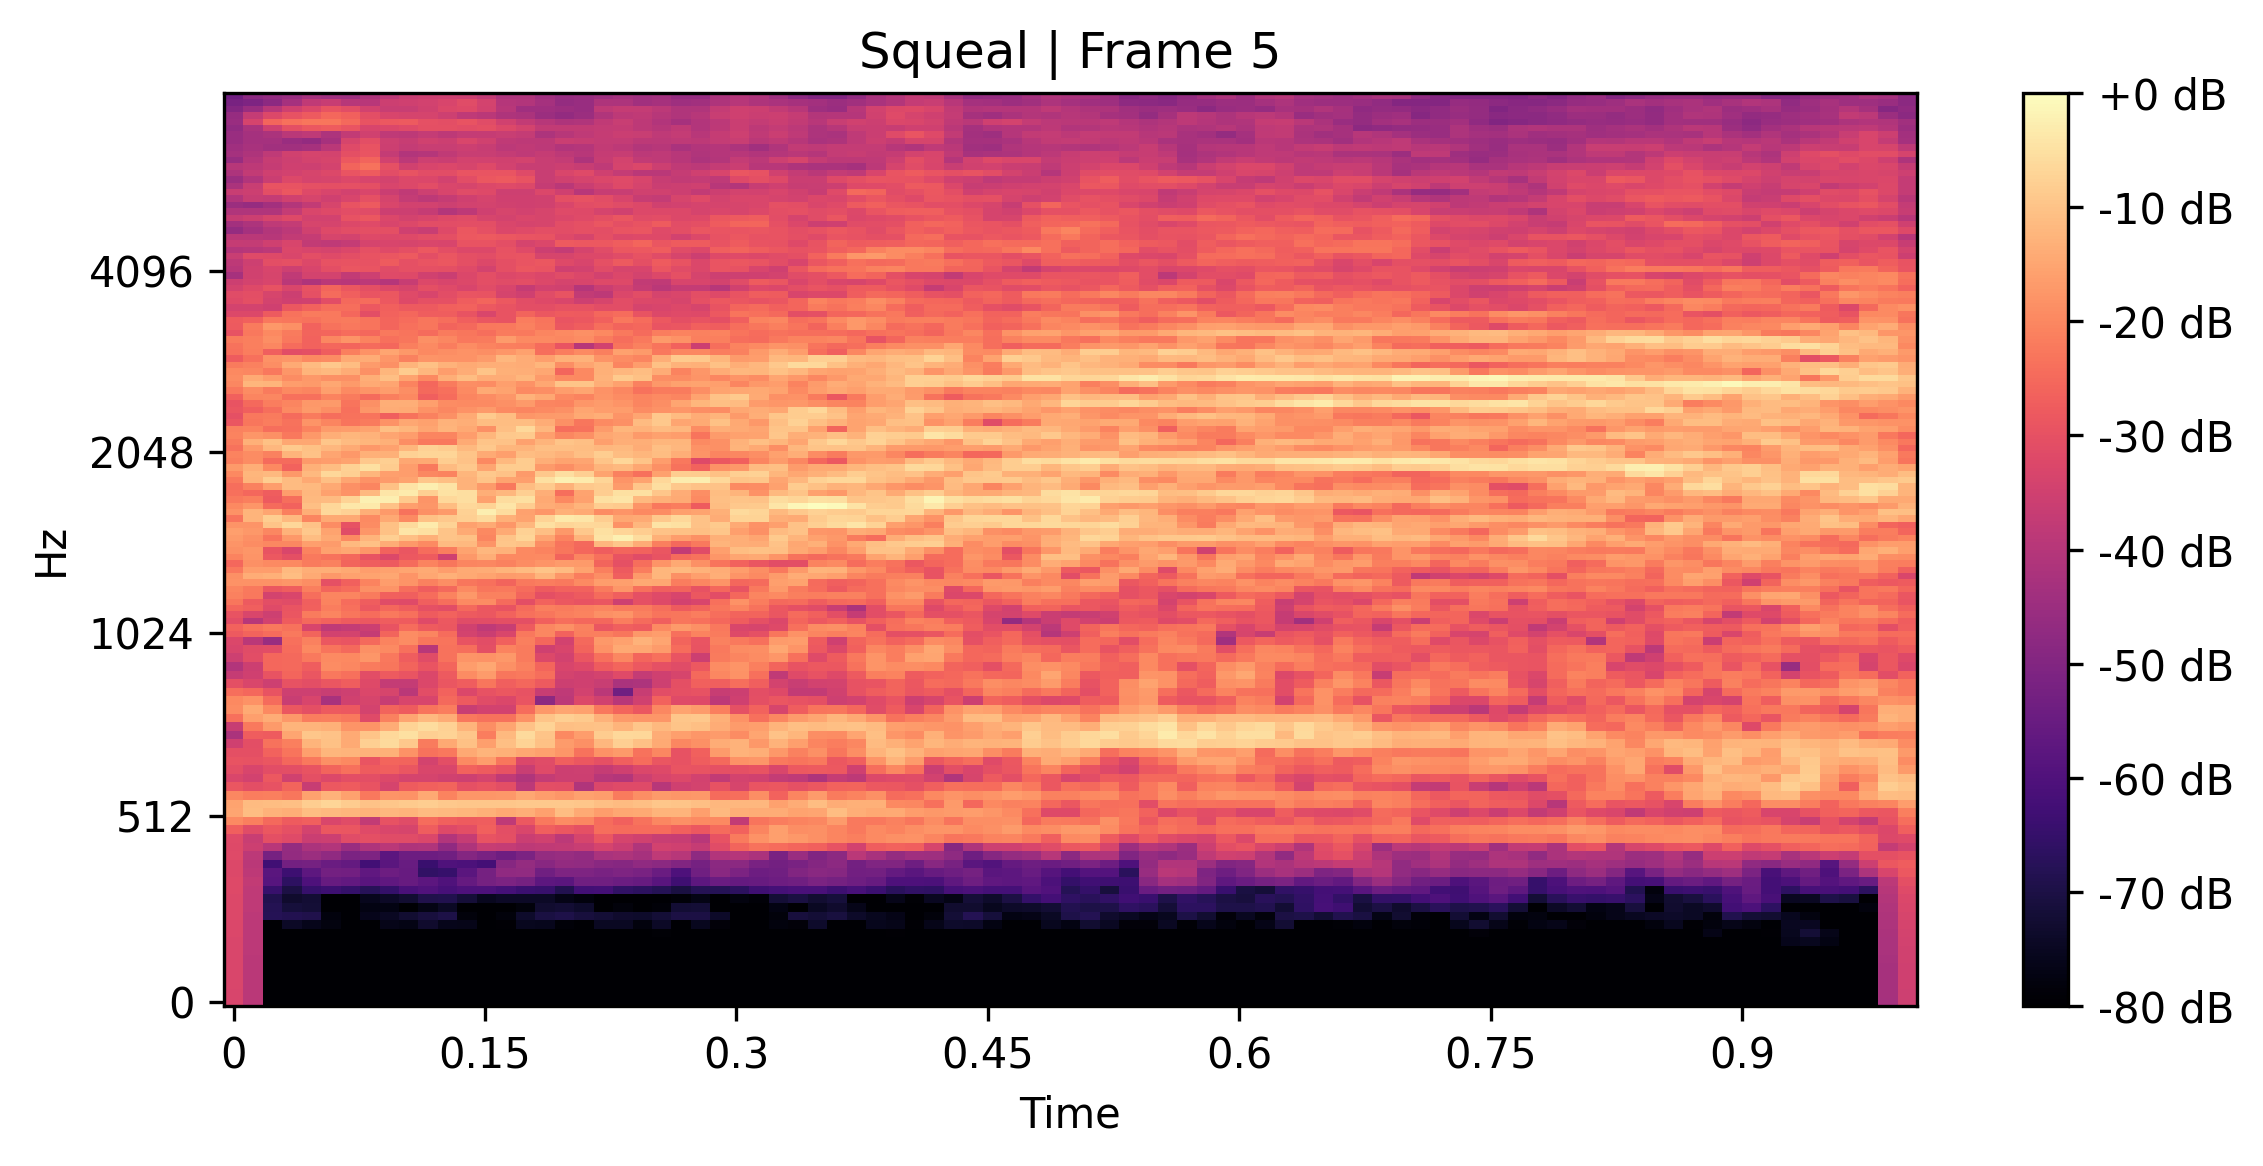 Squeal | Frame 5
+0 dB
-10 dB
-20 dB
-30 dB
-40 dB
-50 dB
-60 dB
-70 dB
-80 dB
4096
2048
1024
512
0
Hz
0 0.15 0.3 0.45 0.6 0.75 0.9
Time